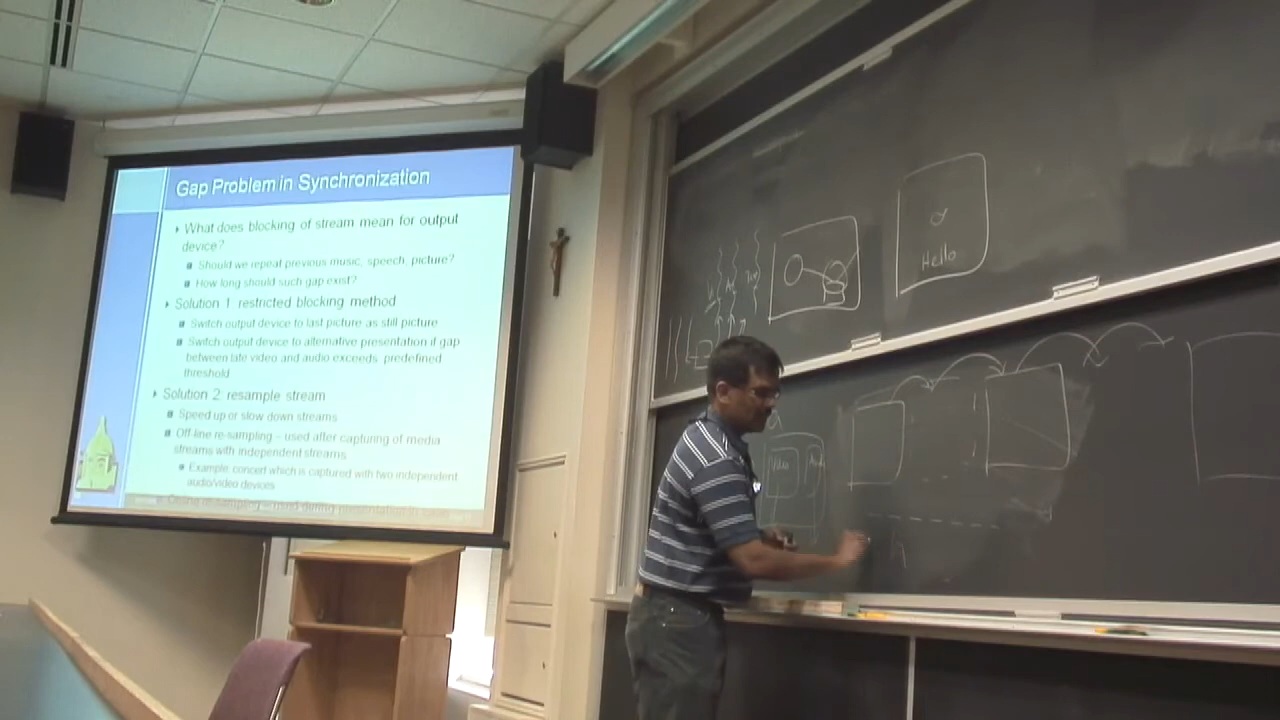 Gap Problem in Synchronization
What does blocking of stream mean for output
device?
Should we repeat previous music, speech, picture?
How long should such gap exist?
Solution 1: restricted blocking method
Switch output device to last picture as still picture
Switch output device to alternative presentation if gap
between late video and audio exceeds predefined
threshold
Solution 2: resample stream
Speed up or slow down streams
Off-line re-sampling – used after capturing of media
streams with independent streams
Example: concert which is captured with two independent
audio/video devices
Hello